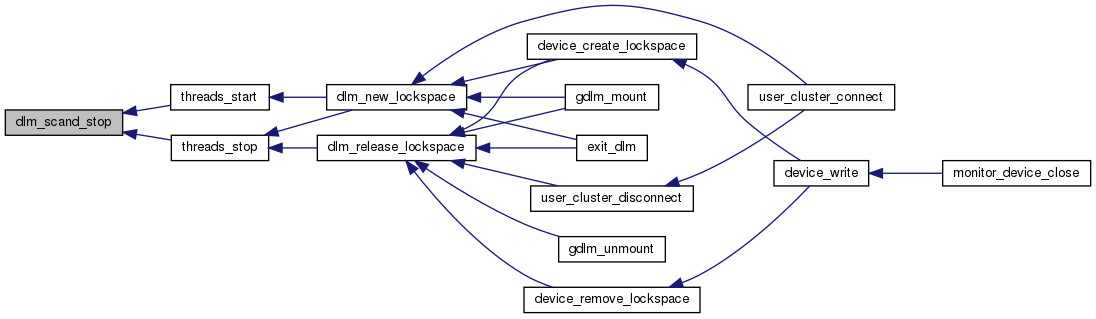 dlm_scand_stop
threads_start
threads_stop
dlm_new_lockspace
dlm_release_lockspace
device_create_lockspace
gdlm_mount
exit_dlm
user_cluster_disconnect
gdlm_unmount
device_remove_lockspace
user_cluster_connect
device_write
monitor_device_close